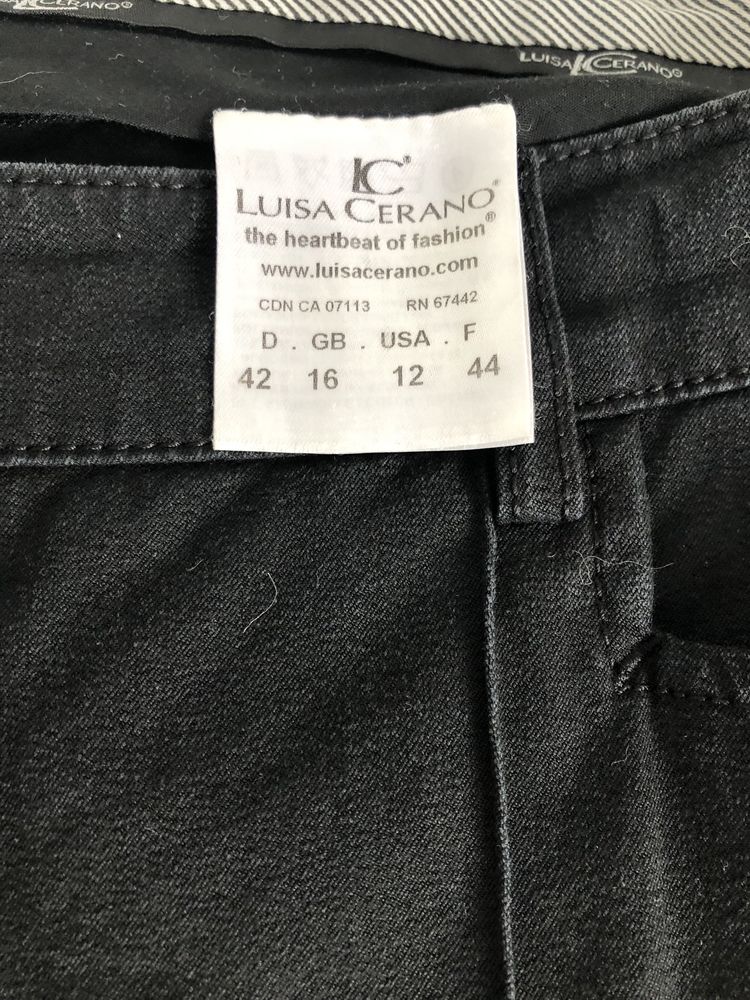 CERANO®
LUISA CERANO®
LC®
LUISA CERANO®
the heartbeat of fashion®
www.luisacerano.com
CDN CA 07113 RN 67442
D . GB . USA . F
42 16 12 44